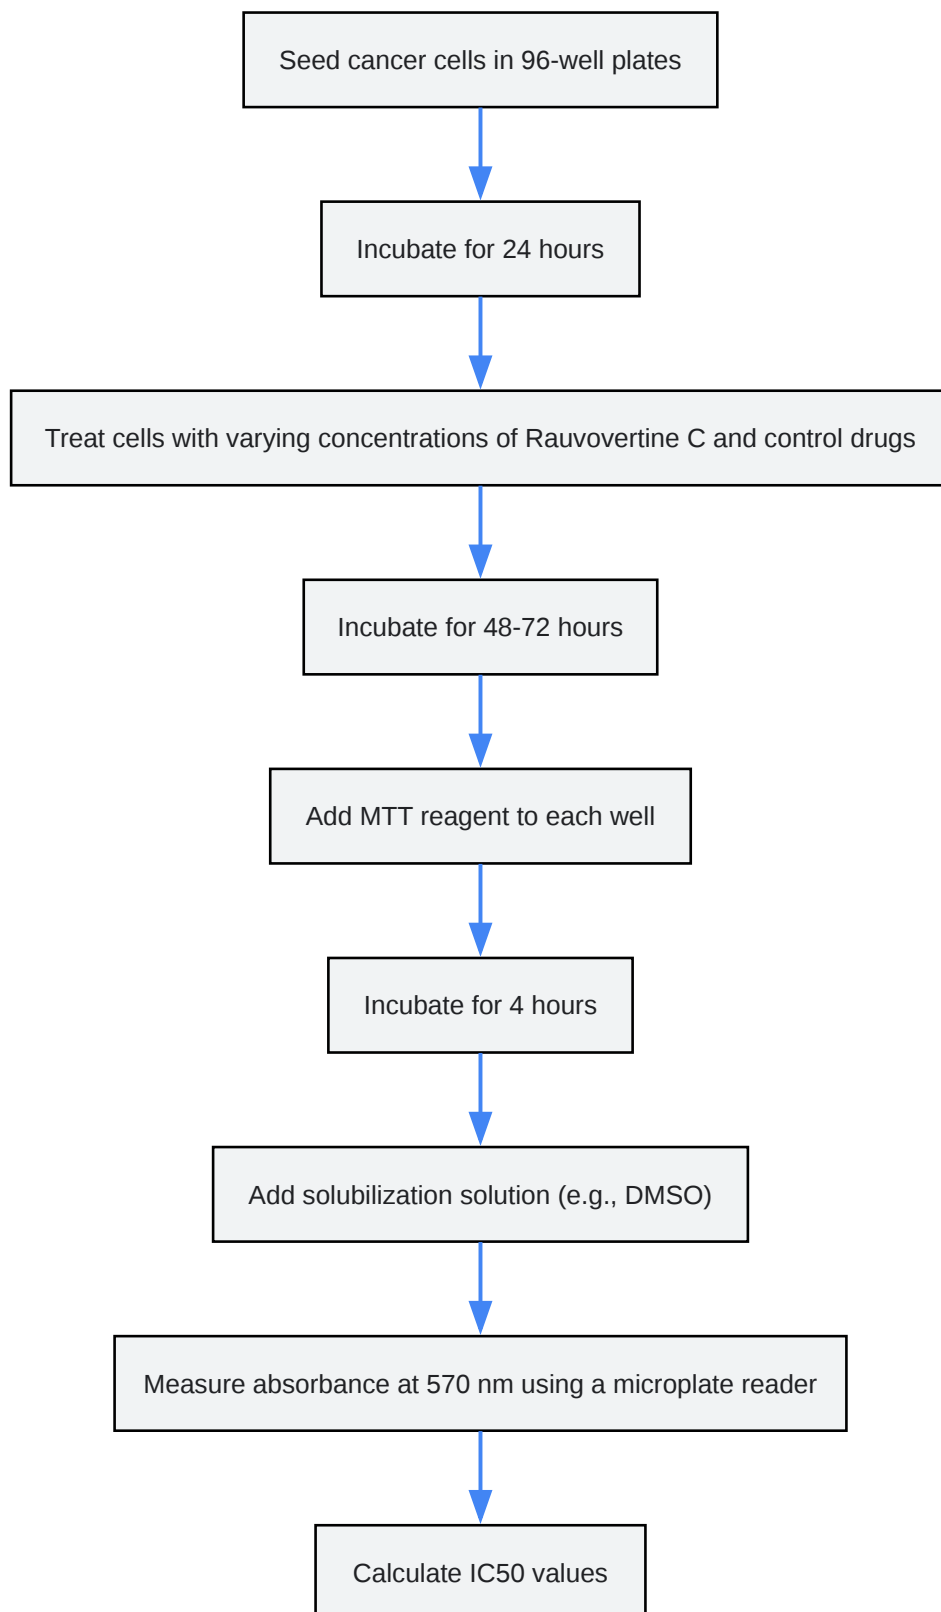 Seed cancer cells in 96-well plates
Incubate for 24 hours
Treat cells with varying concentrations of Rauvovertine C and control drugs
Incubate for 48-72 hours
Add MTT reagent to each well
Incubate for 4 hours
Add solubilization solution (e.g., DMSO)
Measure absorbance at 570 nm using a microplate reader
Calculate IC50 values